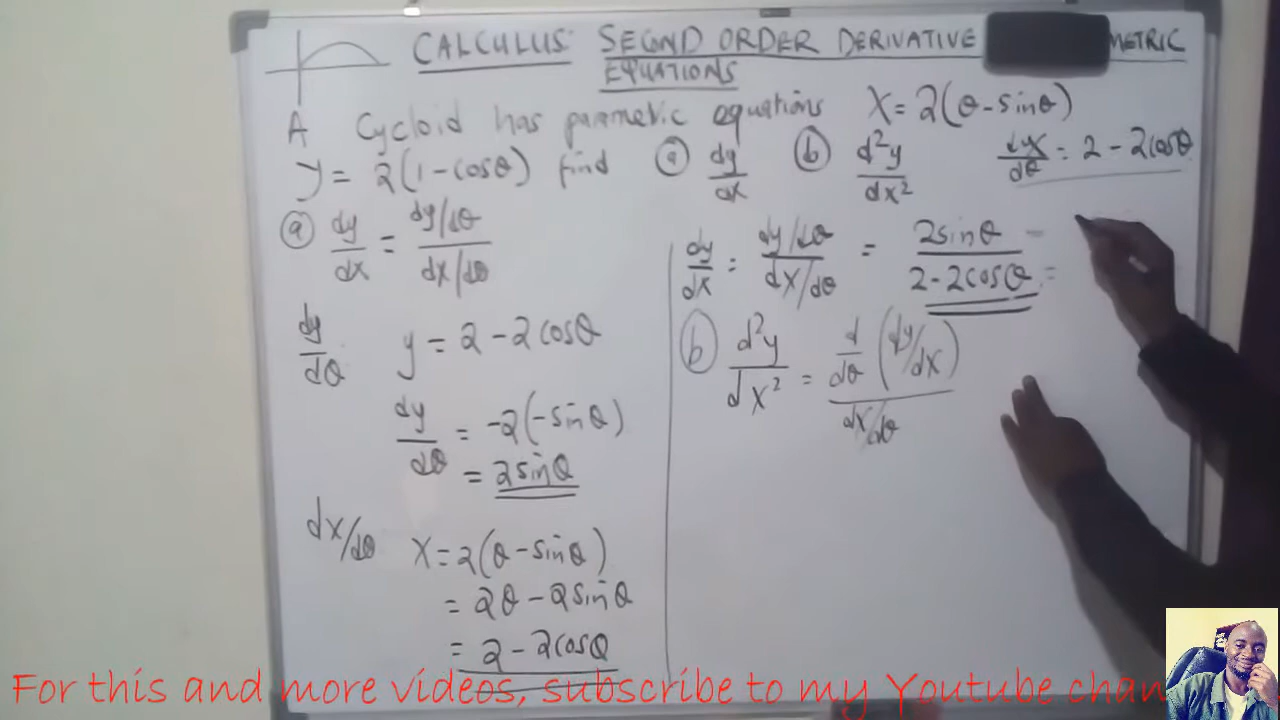 CALCULUS: SECOND ORDER DERIVATIVE METRIC
EQUATIONS
A Cycloid has parametric equations x = 2(θ - sinθ)
y = 2(1 - cosθ) find (a) dy/dx (b) d²y/dx² dx/dθ = 2 - 2cosθ
(a) dy/dx = (dy/dθ)/(dx/dθ)
dy/dθ y = 2 - 2cosθ
dy/dθ = -2(-sinθ)
= 2sinθ
dx/dθ x = 2(θ - sinθ)
= 2θ - 2sinθ
= 2 - 2cosθ
dy/dx = (dy/dθ)/(dx/dθ) = 2sinθ/(2 - 2cosθ) =
(b) d²y/dx² = d/dθ (dy/dx)/(dx/dθ)
For this and more videos, subscribe to my Youtube chan